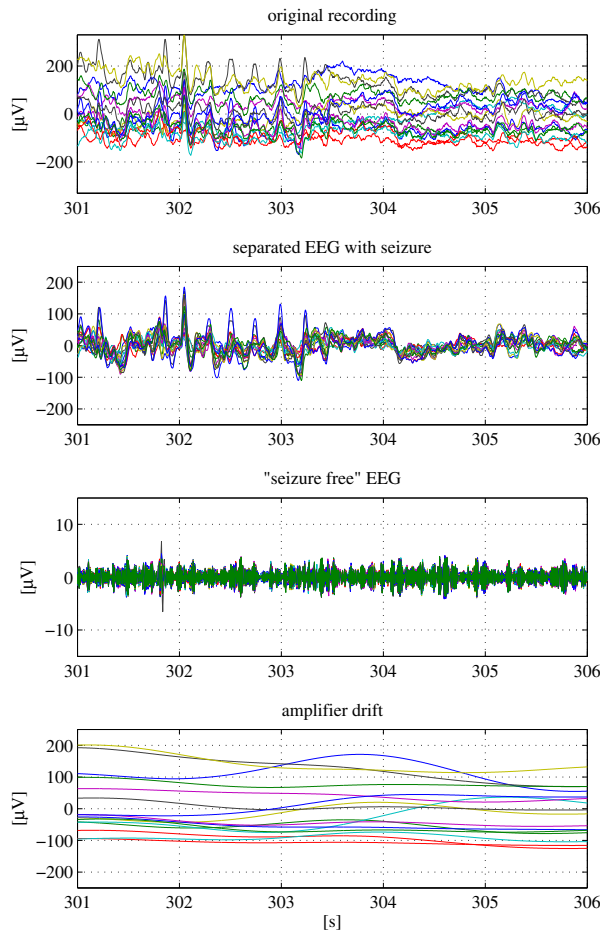 original recording
[µV]
200
0
−200
301 302 303 304 305 306
separated EEG with seizure
[µV]
200
100
0
−100
−200
301 302 303 304 305 306
"seizure free" EEG
[µV]
10
0
−10
301 302 303 304 305 306
amplifier drift
[µV]
200
100
0
−100
−200
301 302 303 304 305 306
[s]